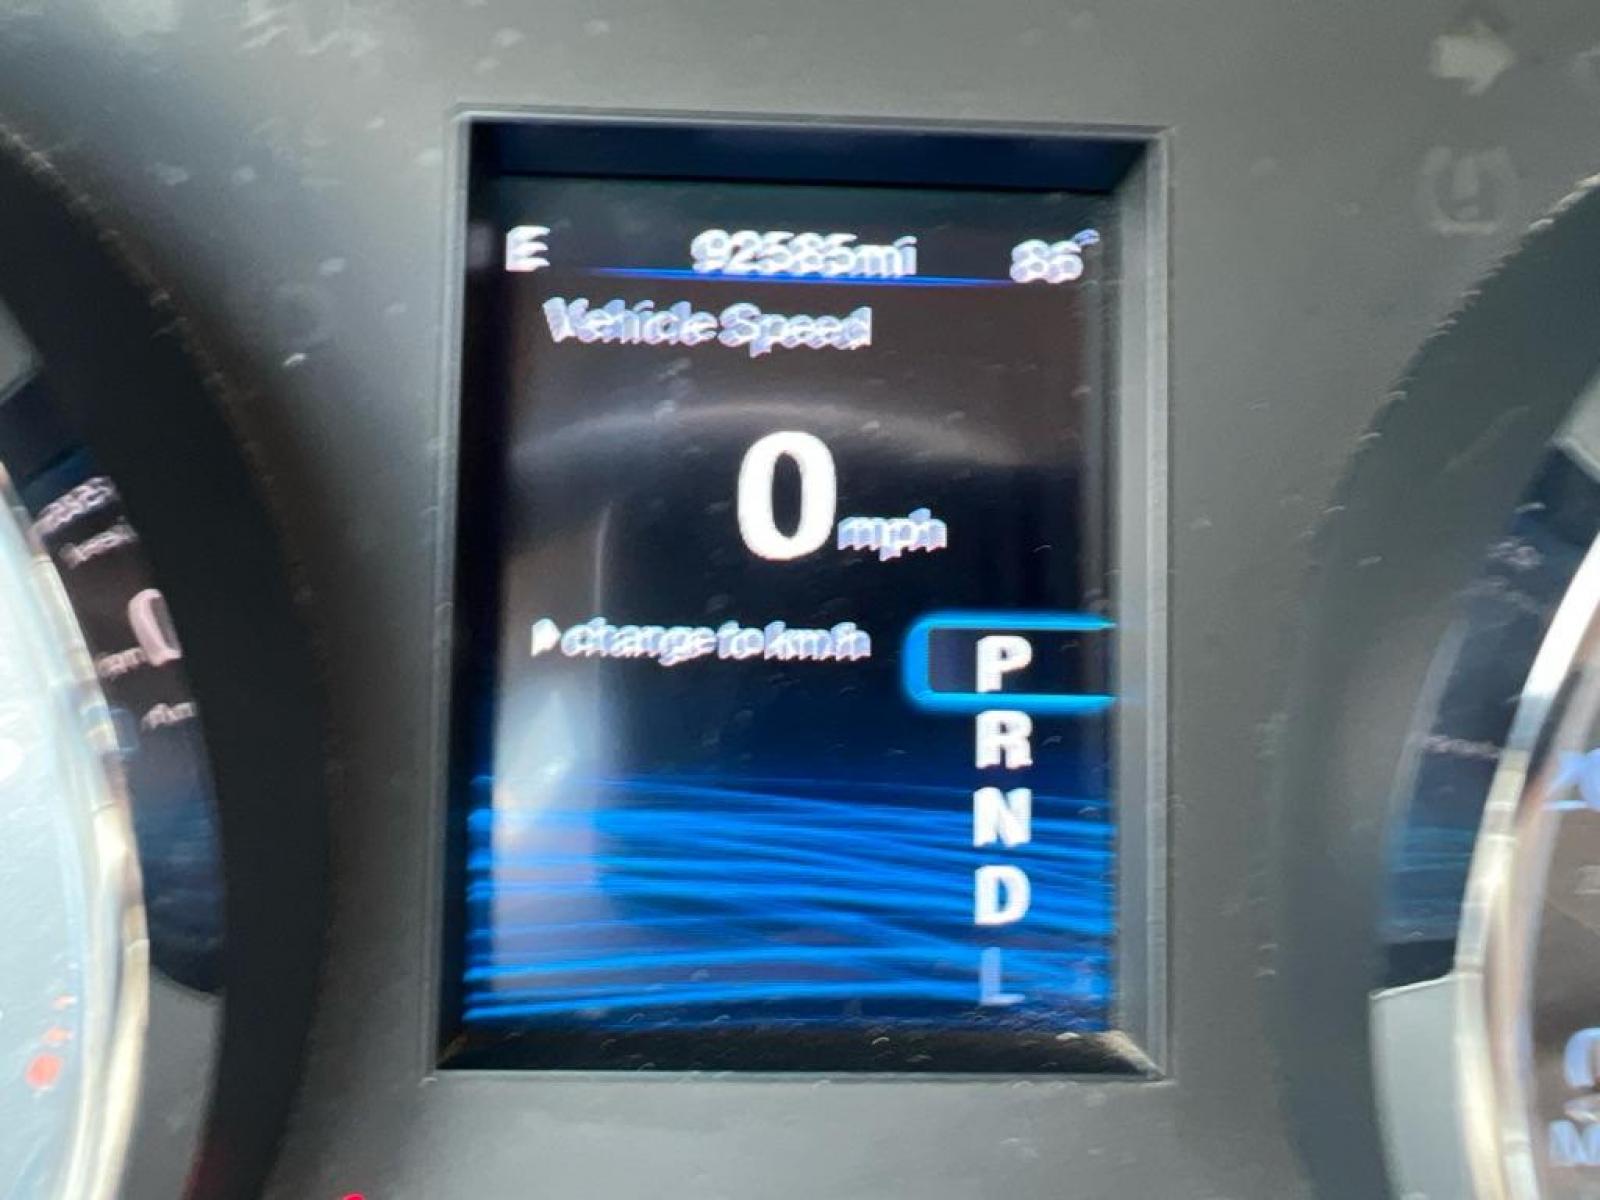 E 92585mi 86°
Vehicle Speed
0 mph
change to km/h
P
R
N
D
L